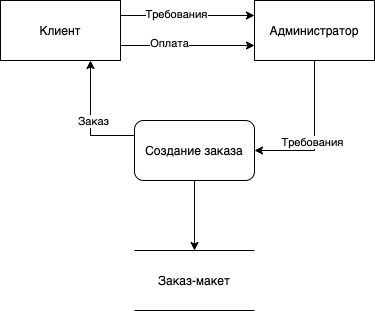 Клиент
Требования
Администратор
Оплата
Заказ
Требования
Создание заказа
Заказ-макет